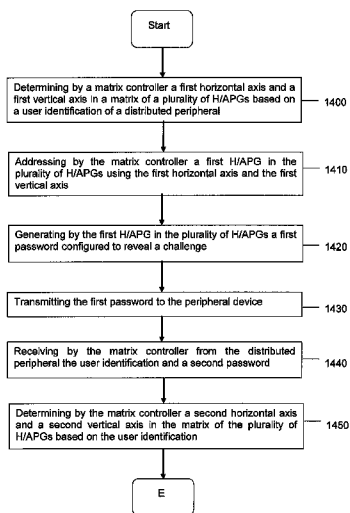 Start
Determining by a matrix controller a first horizontal axis and a
first vertical axis in a matrix of a plurality of H/APGs based on
a user identification of a distributed peripheral
1400
Addressing by the matrix controller a first H/APG in the
plurality of H/APGs using the first horizontal axis and the first
vertical axis
1410
Generating by the first H/APG in the plurality of H/APGs a first
password configured to reveal a challenge
1420
Transmitting the first password to the peripheral device
1430
Receiving by the matrix controller from the distributed
peripheral the user identification and a second password
1440
Determining by the matrix controller a second horizontal axis
and a second vertical axis in the matrix of the plurality of
H/APGs based on the user identification
1450
E